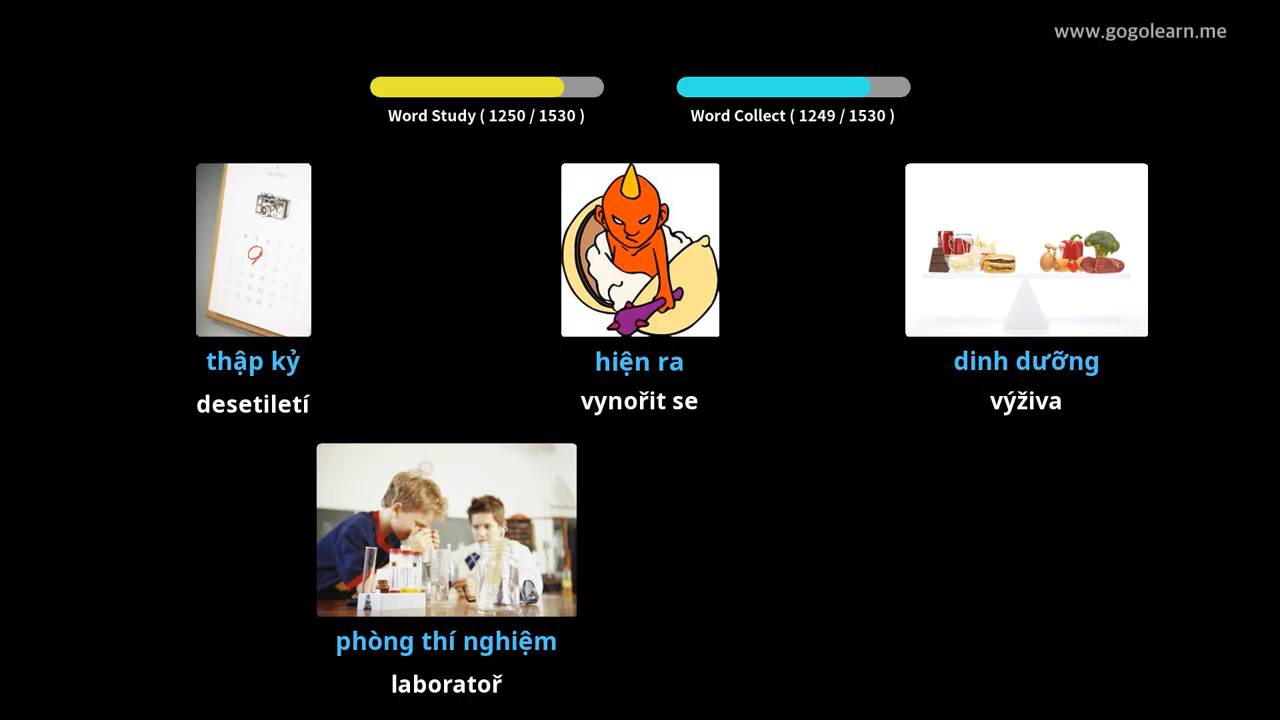 www.gogolearn.me
Word Study ( 1250 / 1530 )
Word Collect ( 1249 / 1530 )
thập kỷ
desetiletí
hiện ra
vynořit se
dinh dưỡng
výživa
phòng thí nghiệm
laboratoř